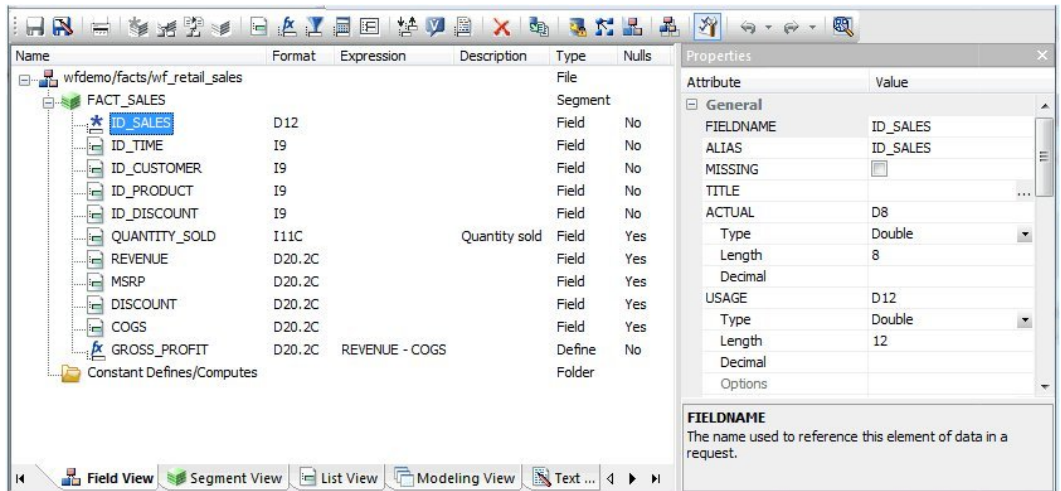 Name Format Expression Description Type Nulls
wfdemo/facts/wf_retail_sales File
FACT_SALES Segment
ID_SALES D12 Field No
ID_TIME I9 Field No
ID_CUSTOMER I9 Field No
ID_PRODUCT I9 Field No
ID_DISCOUNT I9 Field No
QUANTITY_SOLD I11C Quantity sold Field Yes
REVENUE D20.2C Field Yes
MSRP D20.2C Field Yes
DISCOUNT D20.2C Field Yes
COGS D20.2C Field Yes
fx GROSS_PROFIT D20.2C REVENUE - COGS Define No
Constant Defines/Computes Folder
Field View Segment View List View Modeling View Text ...
Properties
Attribute Value
General
FIELDNAME ID_SALES
ALIAS ID_SALES
MISSING
TITLE ...
ACTUAL D8
Type Double
Length 8
Decimal
USAGE D12
Type Double
Length 12
Decimal
Options
FIELDNAME
The name used to reference this element of data in a
request.